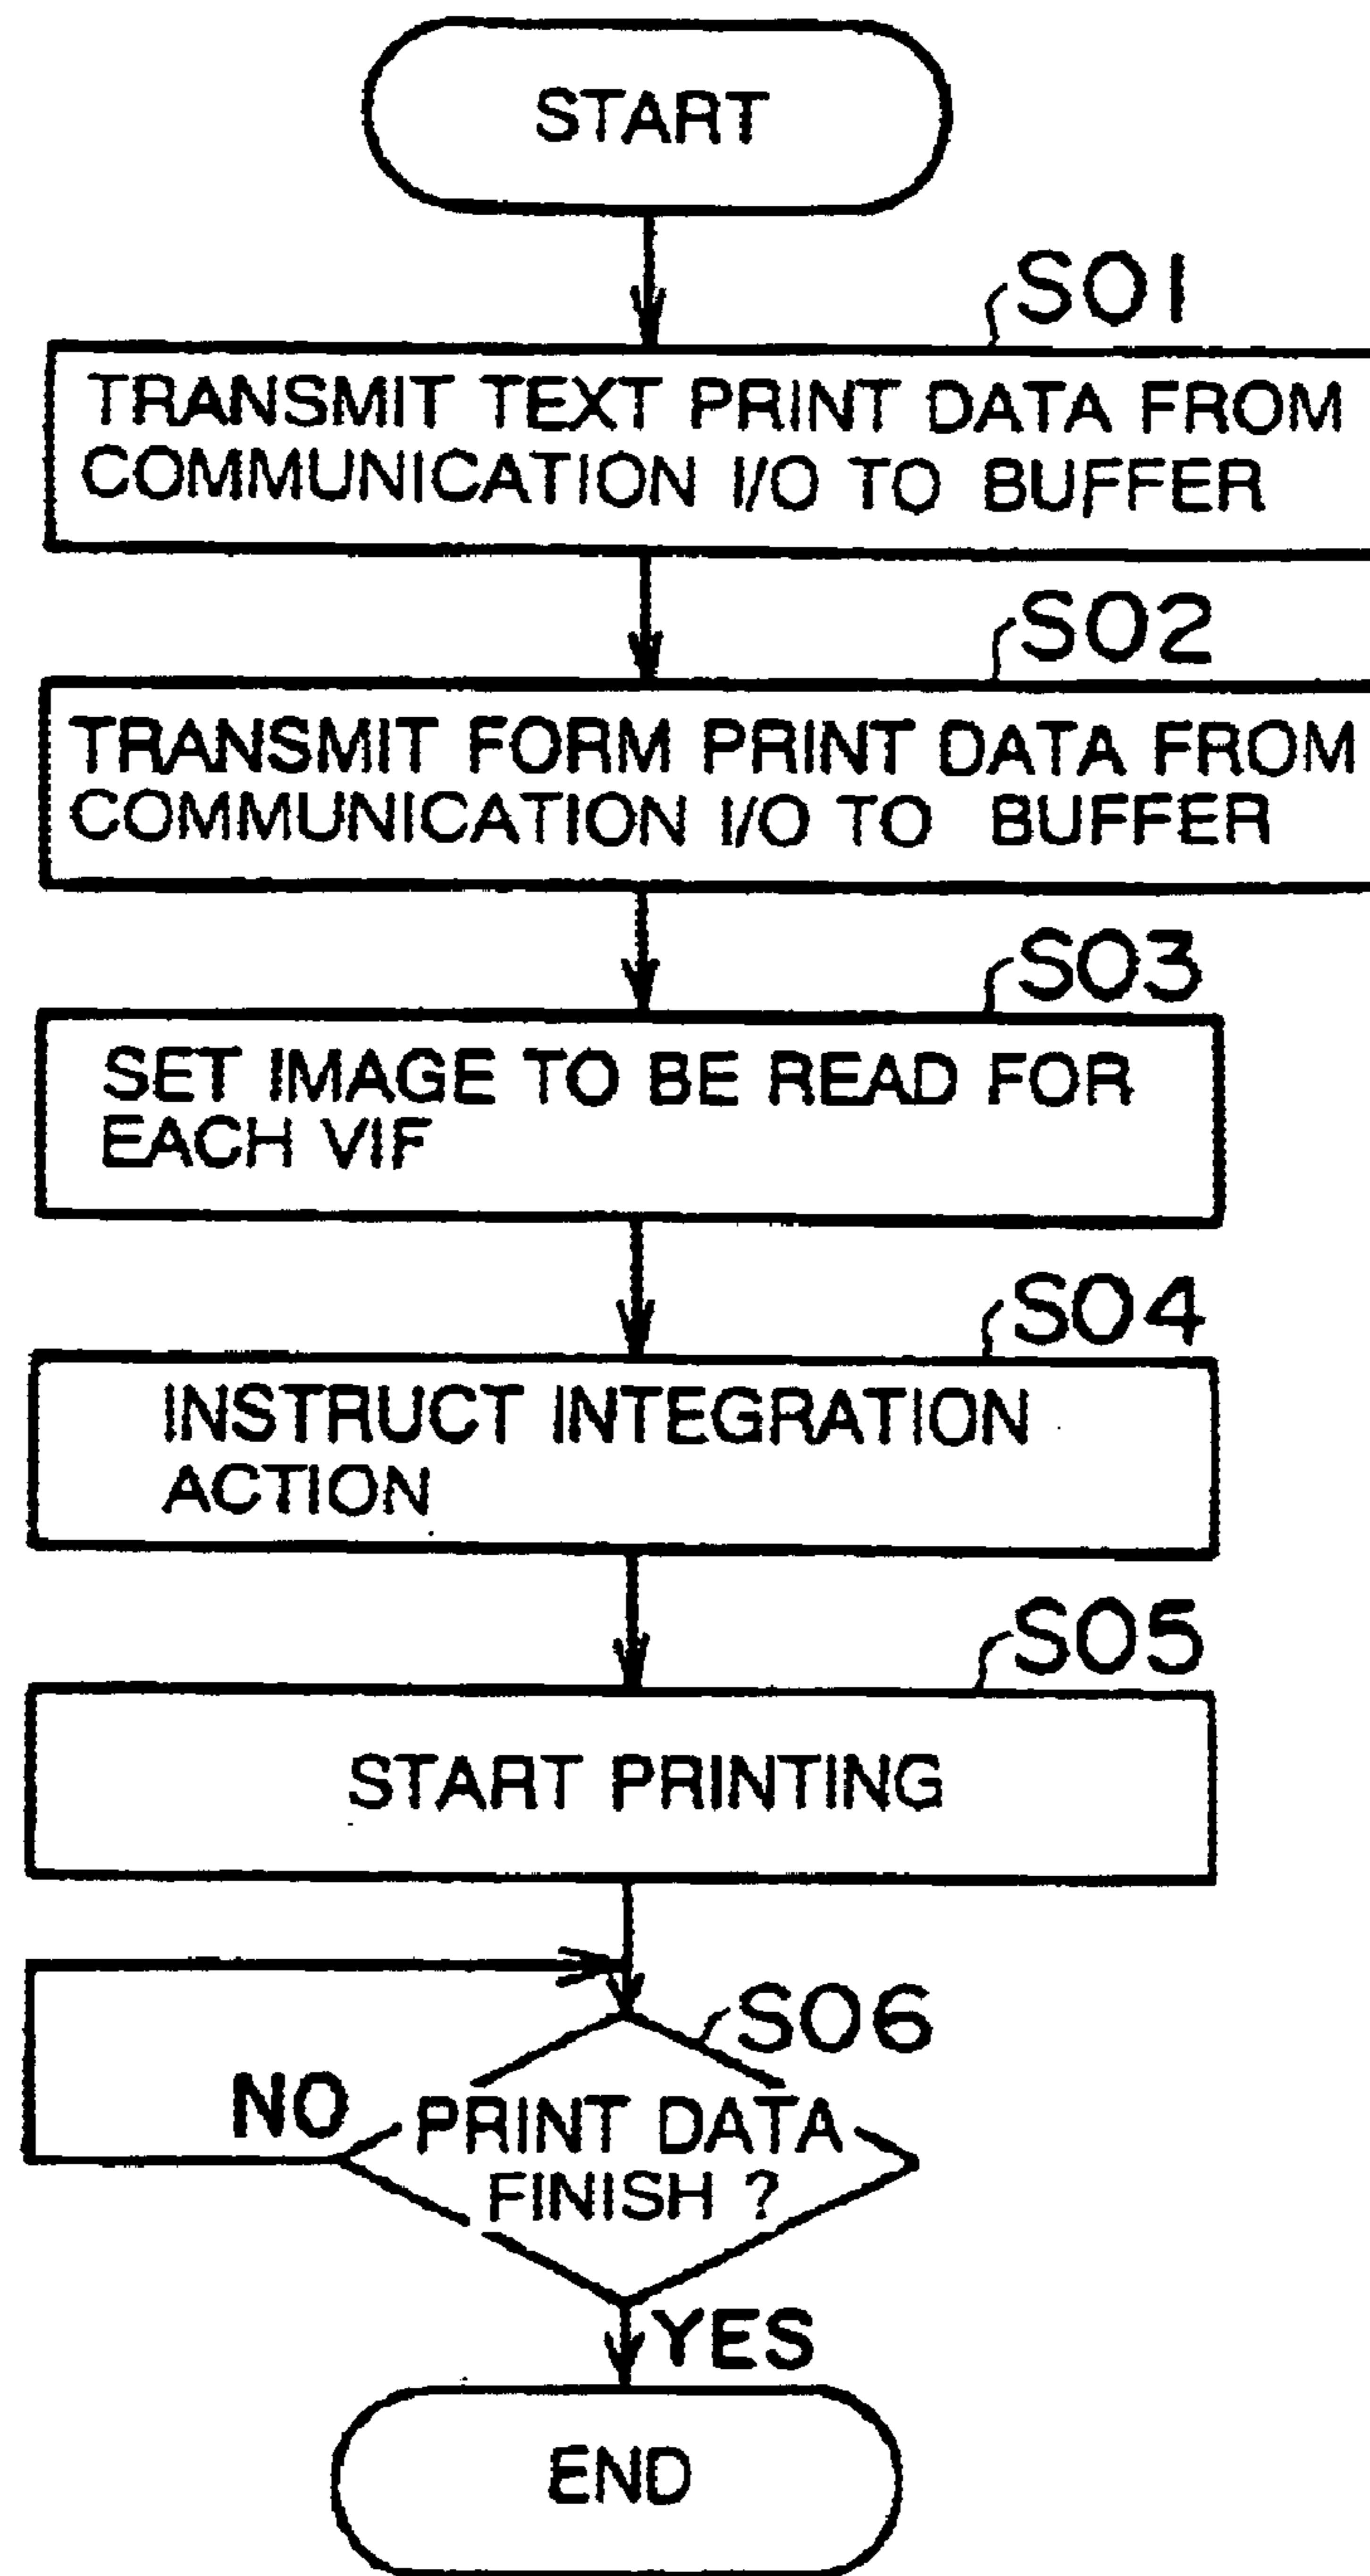 START
S01
TRANSMIT TEXT PRINT DATA FROM
COMMUNICATION I/O TO BUFFER
S02
TRANSMIT FORM PRINT DATA FROM
COMMUNICATION I/O TO BUFFER
S03
SET IMAGE TO BE READ FOR
EACH VIF
S04
INSTRUCT INTEGRATION
ACTION
S05
START PRINTING
S06
NO
PRINT DATA
FINISH ?
YES
END